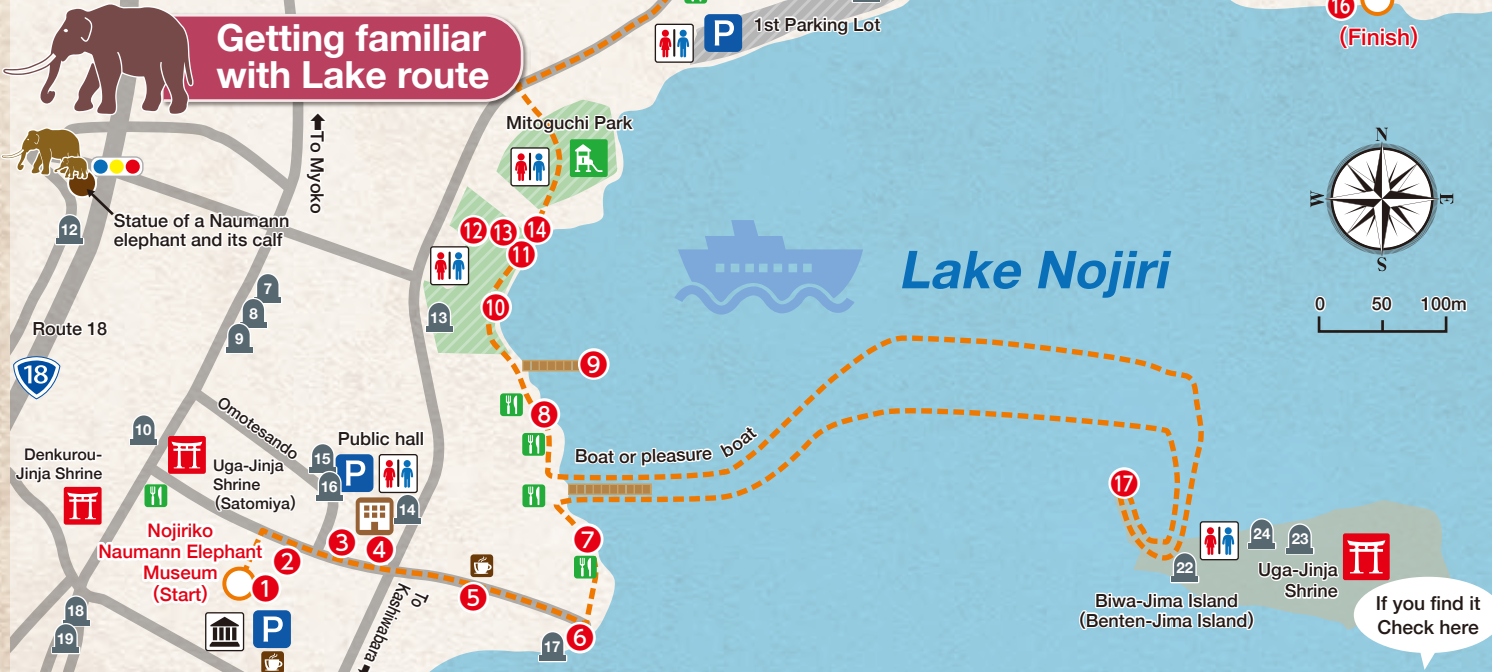 Getting familiar
with Lake route
1st Parking Lot
P
16
(Finish)
Mitoguchi Park
To Myoko
Statue of a Naumann
elephant and its calf
12
12
13
14
11
N
W
E
S
Lake Nojiri
0 50 100m
7
8
9
10
13
Route 18
18
9
8
Omotesando
10
Public hall
15
P
16
14
Denkurou-
Jinja Shrine
Uga-Jinja
Shrine
(Satomiya)
Boat or pleasure boat
17
Nojiriko
Naumann Elephant
Museum
(Start)
1
2
3
4
5
6
7
To
Kashiwabara
17
18
19
P
22
24
23
Uga-Jinja
Shrine
Biwa-Jima Island
(Benten-Jima Island)
If you find it
Check here